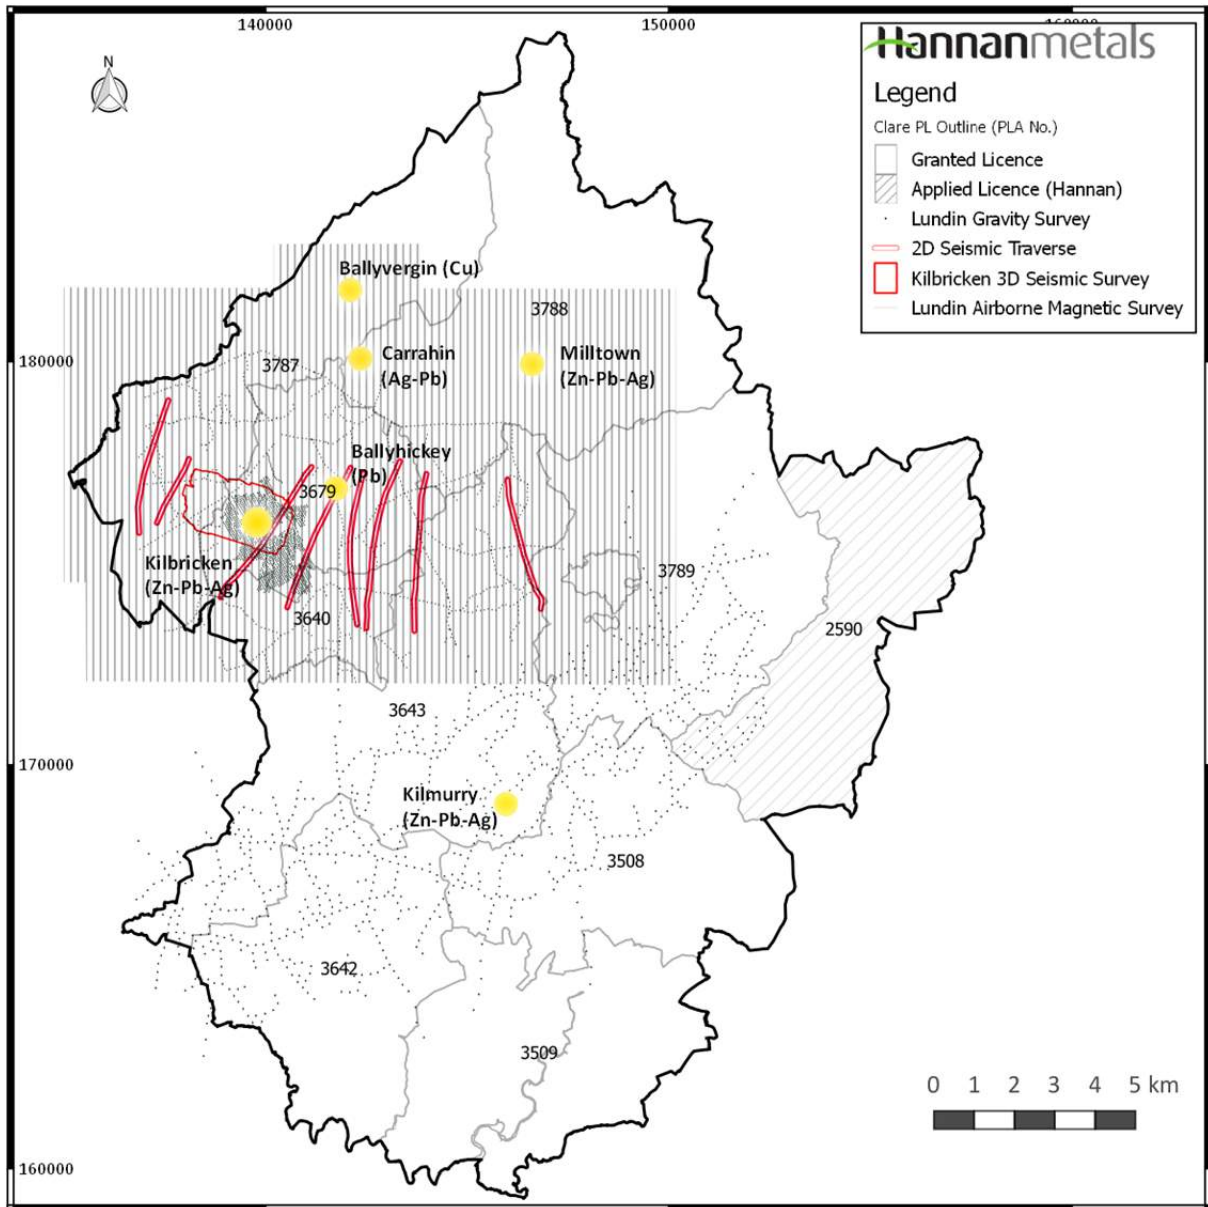 140000
150000
N
Hannanmetals
Legend
Clare PL Outline (PLA No.)
Granted Licence
Applied Licence (Hannan)
Lundin Gravity Survey
2D Seismic Traverse
Kilbricken 3D Seismic Survey
Lundin Airborne Magnetic Survey
Ballyvergin (Cu)
3788
180000
3787
Carrahin
(Ag-Pb)
Milltown
(Zn-Pb-Ag)
Ballyhickey
(Pb)
3679
Kilbricken
(Zn-Pb-Ag)
3789
3640
2590
3643
170000
Kilmurry
(Zn-Pb-Ag)
3508
3642
3509
0 1 2 3 4 5 km
160000